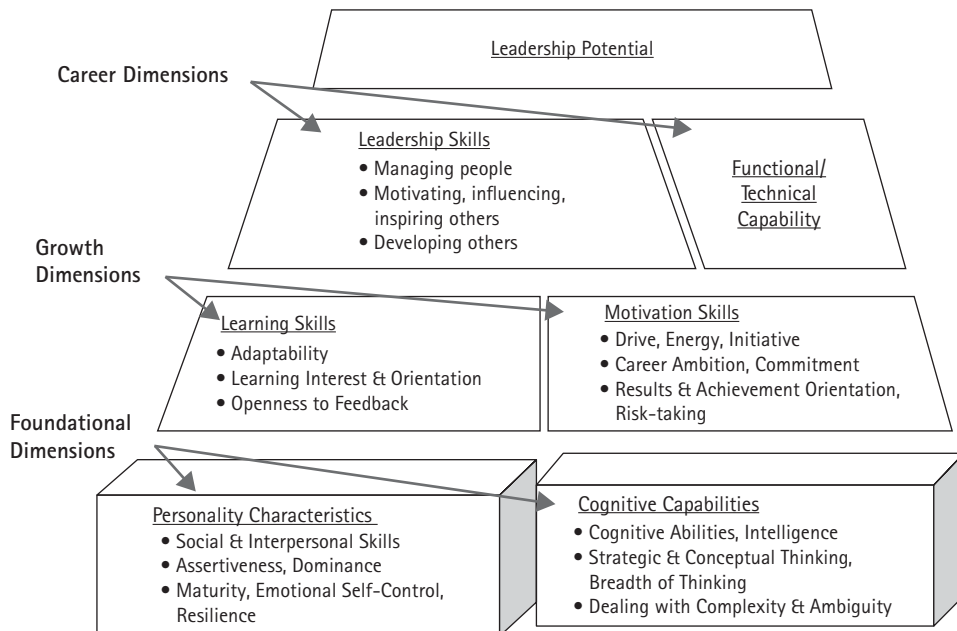 Leadership Potential
Career Dimensions
Leadership Skills
• Managing people
• Motivating, influencing,
inspiring others
• Developing others
Functional/
Technical
Capability
Growth
Dimensions
Learning Skills
• Adaptability
• Learning Interest & Orientation
• Openness to Feedback
Motivation Skills
• Drive, Energy, Initiative
• Career Ambition, Commitment
• Results & Achievement Orientation,
Risk-taking
Foundational
Dimensions
Personality Characteristics
• Social & Interpersonal Skills
• Assertiveness, Dominance
• Maturity, Emotional Self-Control,
Resilience
Cognitive Capabilities
• Cognitive Abilities, Intelligence
• Strategic & Conceptual Thinking,
Breadth of Thinking
• Dealing with Complexity & Ambiguity